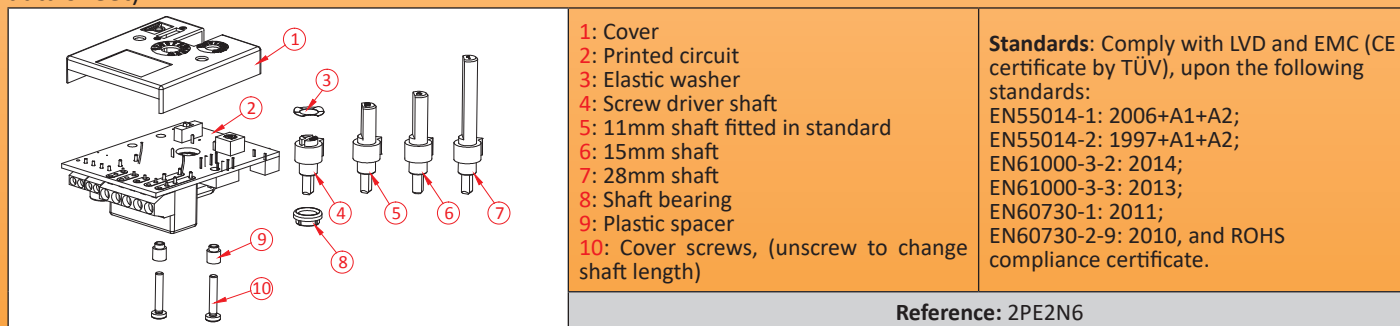 1
2
3
4
5
6
7
8
9
10
1: Cover
2: Printed circuit
3: Elastic washer
4: Screw driver shaft
5: 11mm shaft fitted in standard
6: 15mm shaft
7: 28mm shaft
8: Shaft bearing
9: Plastic spacer
10: Cover screws, (unscrew to change
shaft length)
Standards: Comply with LVD and EMC (CE
certificate by TÜV), upon the following
standards:
EN55014-1: 2006+A1+A2;
EN55014-2: 1997+A1+A2;
EN61000-3-2: 2014;
EN61000-3-3: 2013;
EN60730-1: 2011;
EN60730-2-9: 2010, and ROHS
compliance certificate.
Reference: 2PE2N6